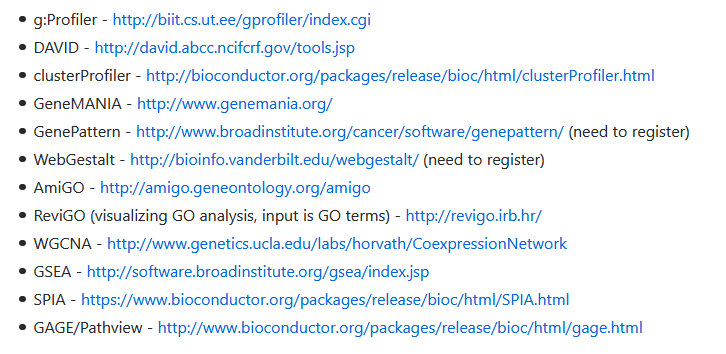 • g:Profiler - http://biit.cs.ut.ee/gprofiler/index.cgi
• DAVID - http://david.abcc.ncifcrf.gov/tools.jsp
• clusterProfiler - http://bioconductor.org/packages/release/bioc/html/clusterProfiler.html
• GeneMANIA - http://www.genemania.org/
• GenePattern - http://www.broadinstitute.org/cancer/software/genepattern/ (need to register)
• WebGestalt - http://bioinfo.vanderbilt.edu/webgestalt/ (need to register)
• AmiGO - http://amigo.geneontology.org/amigo
• ReviGO (visualizing GO analysis, input is GO terms) - http://revigo.irb.hr/
• WGCNA - http://www.genetics.ucla.edu/labs/horvath/CoexpressionNetwork
• GSEA - http://software.broadinstitute.org/gsea/index.jsp
• SPIA - https://www.bioconductor.org/packages/release/bioc/html/SPIA.html
• GAGE/Pathview - http://www.bioconductor.org/packages/release/bioc/html/gage.html